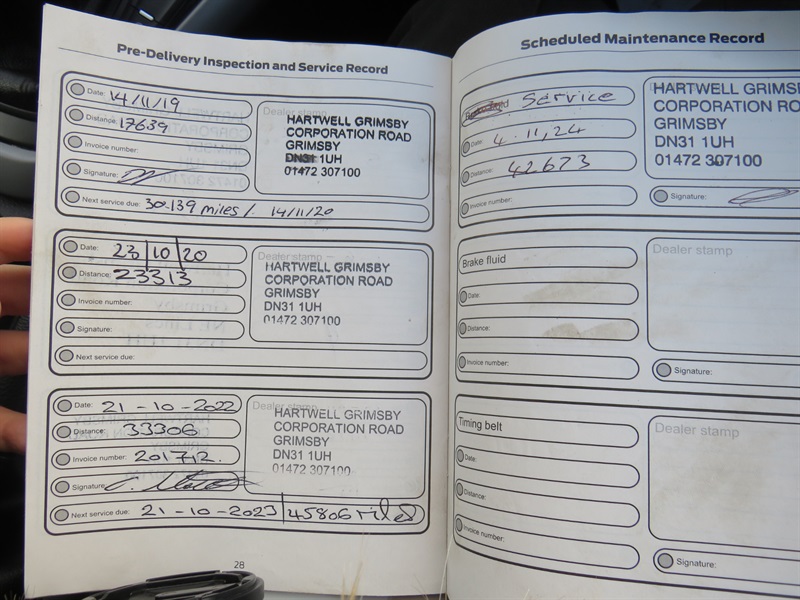 Pre-Delivery Inspection and Service Record
Date: 14/11/19
Distance: 17639
Invoice number:
Signature:
Dealer stamp
HARTWELL GRIMSBY
CORPORATION ROAD
GRIMSBY
DN31 1UH
01472 307100
Next service due: 30.139 miles / 14/11/20
Date: 23/10/20
Distance: 23313
Invoice number:
Signature:
Dealer stamp
HARTWELL GRIMSBY
CORPORATION ROAD
GRIMSBY
DN31 1UH
01472 307100
Next service due:
Date: 21-10-2022
Distance: 33306
Invoice number: 201712.
Signature:
Dealer stamp
HARTWELL GRIMSBY
CORPORATION ROAD
GRIMSBY
DN31 1UH
01472 307100
Next service due: 21-10-2023/45806
28
Scheduled Maintenance Record
Service
Date: 4.11,24
Distance: 42673
Invoice number:
HARTWELL GRIMSB
CORPORATION RO
GRIMSBY
DN31 1UH
01472 307100
Signature:
Brake fluid
Date:
Distance:
Invoice number:
Dealer stamp
Signature:
Timing belt
Date:
Distance:
Invoice number:
Dealer stamp
Signature: